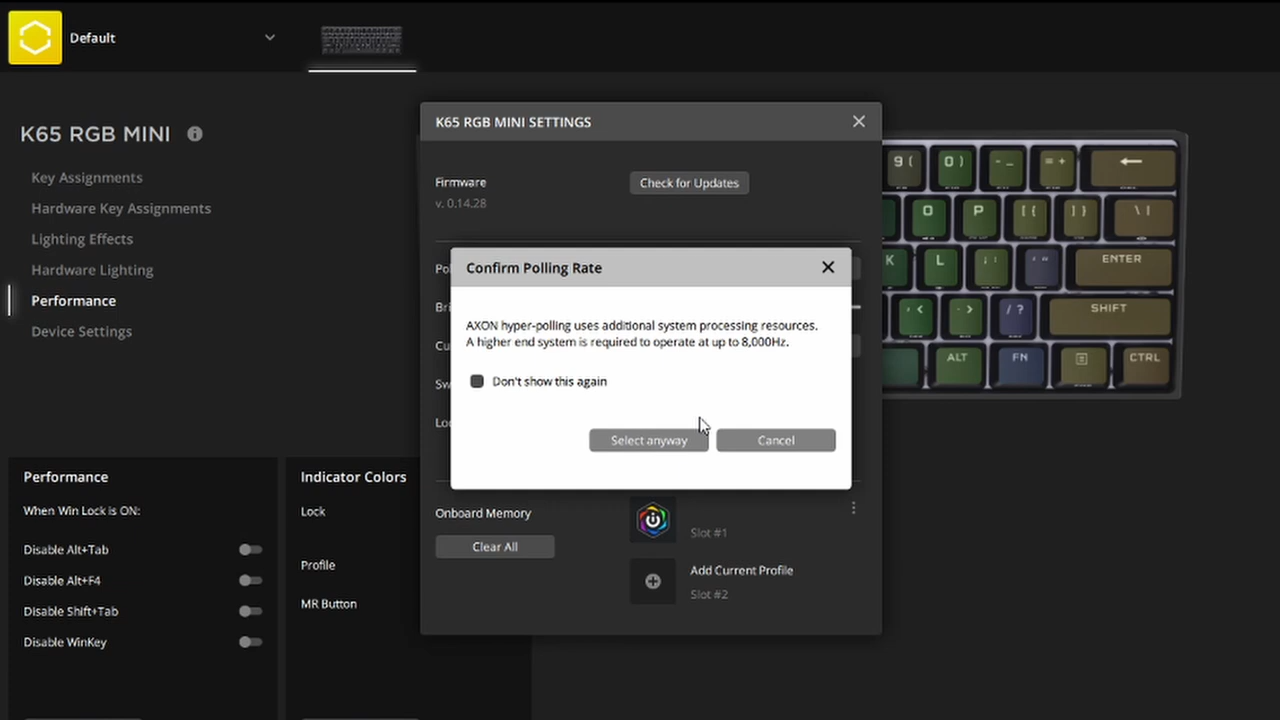 Default
K65 RGB MINI
Key Assignments
Hardware Key Assignments
Lighting Effects
Hardware Lighting
Performance
Device Settings
K65 RGB MINI SETTINGS
Firmware
Check for Updates
v. 0.14.28
Confirm Polling Rate
AXON hyper-polling uses additional system processing resources.
A higher end system is required to operate at up to 8,000Hz.
Don't show this again
Select anyway
Cancel
Onboard Memory
Clear All
Slot #1
Add Current Profile
Slot #2
Performance
When Win Lock is ON:
Disable Alt+Tab
Disable Alt+F4
Disable Shift+Tab
Disable WinKey
Indicator Colors
Lock
Profile
MR Button
9 ( 0 ) - _ = +
O P [ { ] } \ |
K L ; : ' " ENTER
, < . > / ? SHIFT
ALT FN CTRL